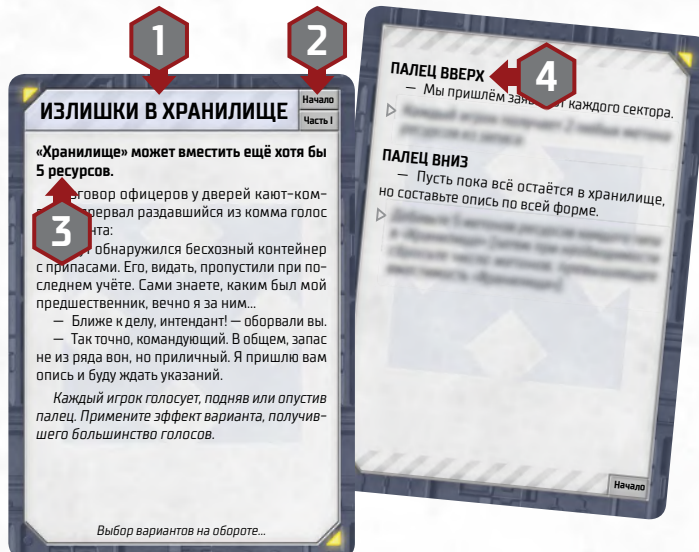 1
2
ИЗЛИШКИ В ХРАНИЛИЩЕ
Начало
Часть I
«Хранилище» может вместить ещё хотя бы
5 ресурсов.
3
говор офицеров у дверей кают-ком-
рервал раздавшийся из комма голос
нта:
обнаружился бесхозный контейнер
с припасами. Его, видать, пропустили при по-
следнем учёте. Сами знаете, каким был мой
предшественник, вечно я за ним...
— Ближе к делу, интендант! — оборвали вы.
— Так точно, командующий. В общем, запас
не из ряда вон, но приличный. Я пришлю вам
опись и буду ждать указаний.
Каждый игрок голосует, подняв или опустив
палец. Примените эффект варианта, получив-
шего большинство голосов.
Выбор вариантов на обороте...
ПАЛЕЦ ВВЕРХ
4
— Мы пришлём каждого сектора.
ПАЛЕЦ ВНИЗ
— Пусть пока всё остаётся в хранилище,
но составьте опись по всей форме.
Начало